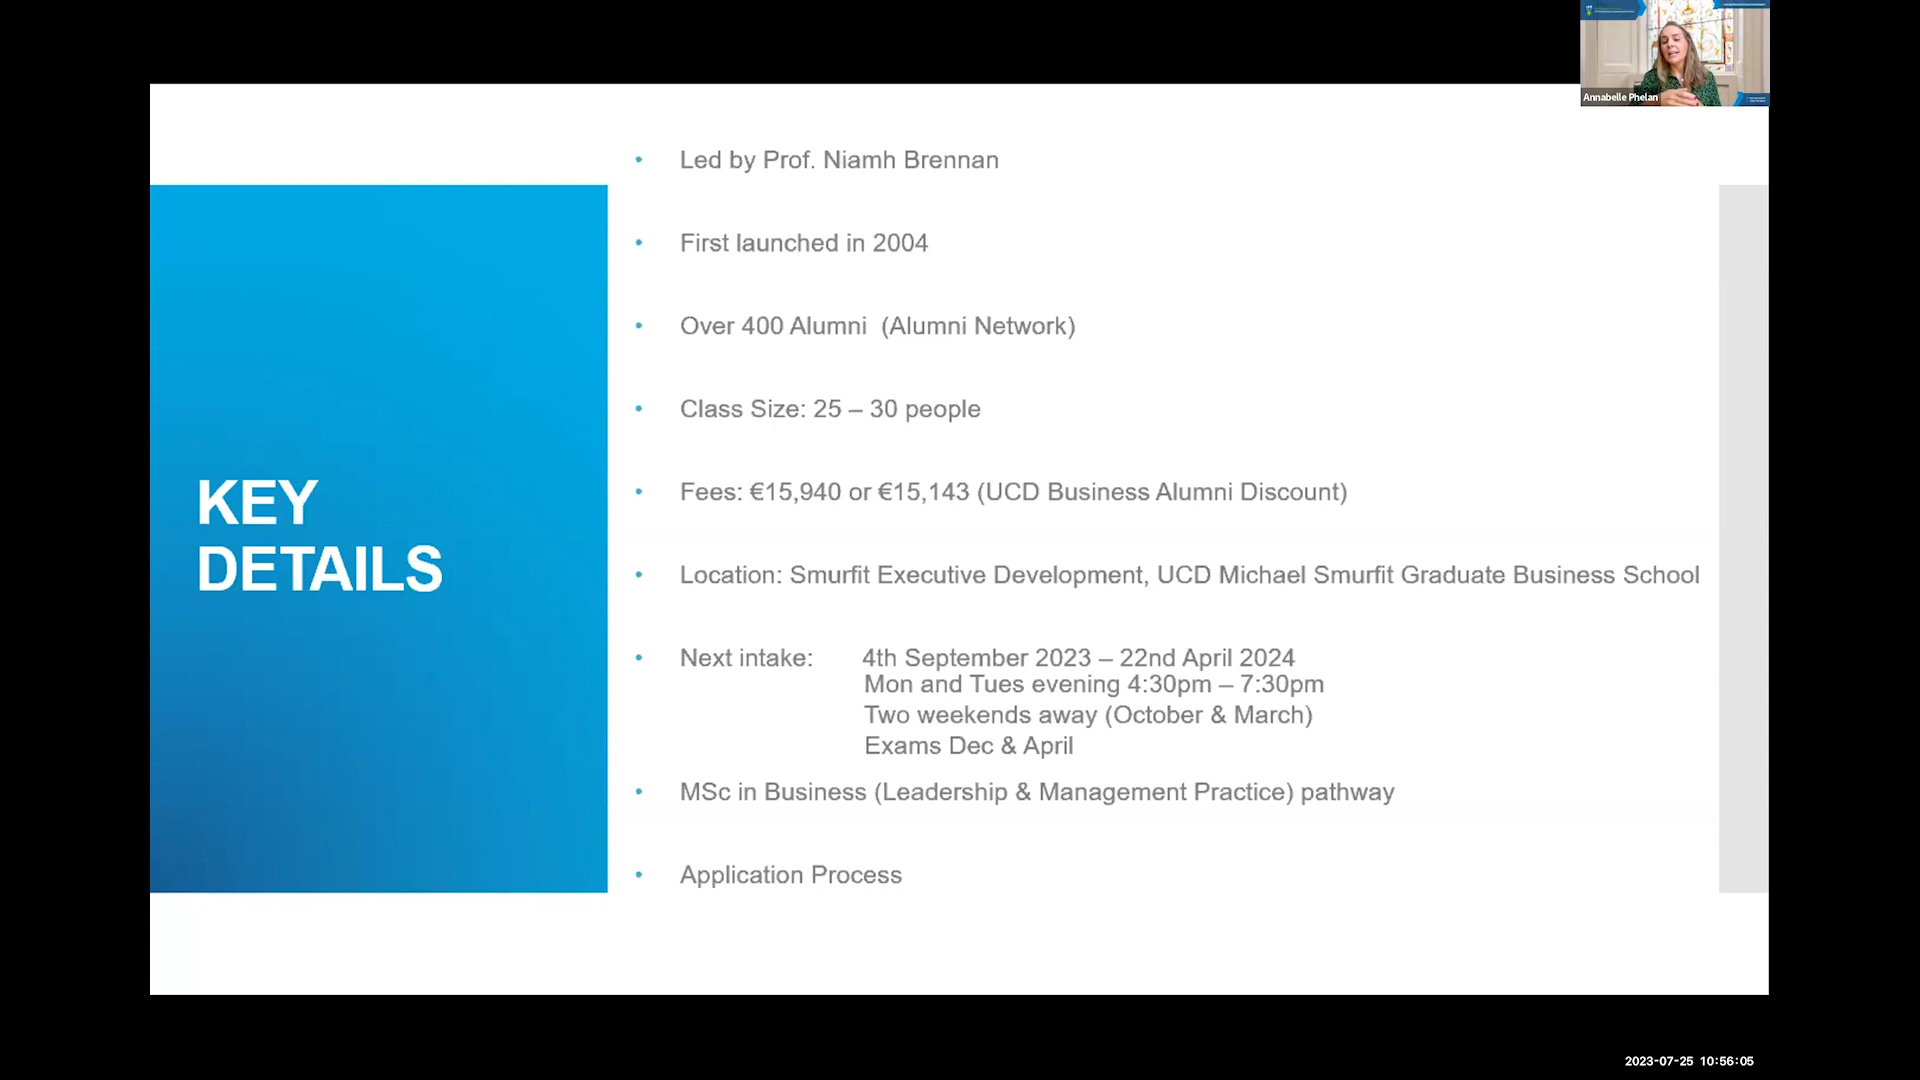 Annabelle Phelan
KEY
DETAILS
• Led by Prof. Niamh Brennan
• First launched in 2004
• Over 400 Alumni (Alumni Network)
• Class Size: 25 – 30 people
• Fees: €15,940 or €15,143 (UCD Business Alumni Discount)
• Location: Smurfit Executive Development, UCD Michael Smurfit Graduate Business School
• Next intake: 4th September 2023 – 22nd April 2024
Mon and Tues evening 4:30pm – 7:30pm
Two weekends away (October & March)
Exams Dec & April
• MSc in Business (Leadership & Management Practice) pathway
• Application Process
2023-07-25 10:56:05